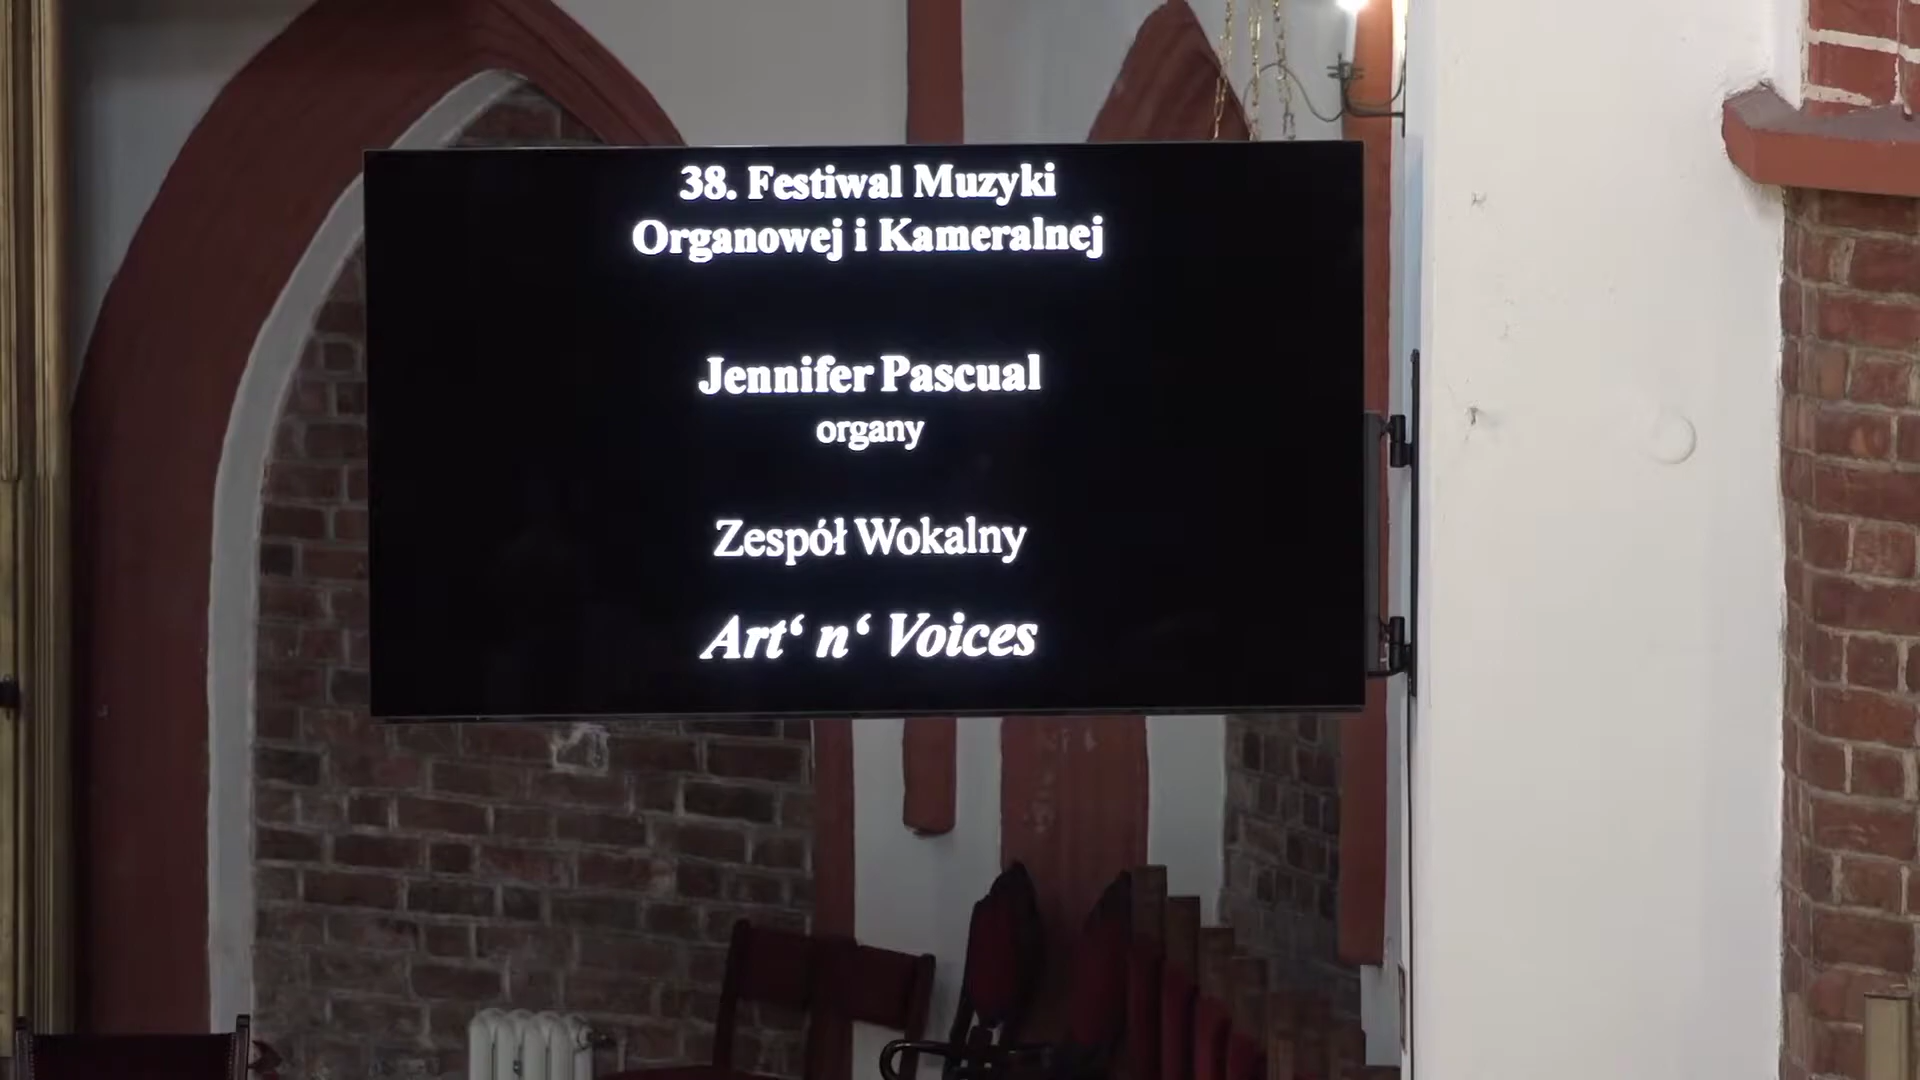 38. Festiwal Muzyki
Organowej i Kameralnej
Jennifer Pascual
organy
Zespół Wokalny
Art‘ n‘ Voices